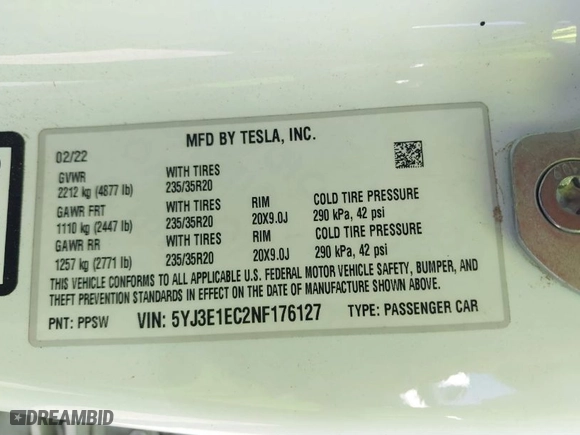 MFD BY TESLA, INC.
02/22
GVWR WITH TIRES
2212 kg (4877 lb) 235/35R20
GAWR FRT WITH TIRES RIM COLD TIRE PRESSURE
1110 kg (2447 lb) 235/35R20 20X9.0J 290 kPa, 42 psi
GAWR RR WITH TIRES RIM COLD TIRE PRESSURE
1257 kg (2771 lb) 235/35R20 20X9.0J 290 kPa, 42 psi
THIS VEHICLE CONFORMS TO ALL APPLICABLE U.S. FEDERAL MOTOR VEHICLE SAFETY, BUMPER, AND
THEFT PREVENTION STANDARDS IN EFFECT ON THE DATE OF MANUFACTURE SHOWN ABOVE.
PNT: PPSW VIN: 5YJ3E1EC2NF176127 TYPE: PASSENGER CAR
DREAMBID